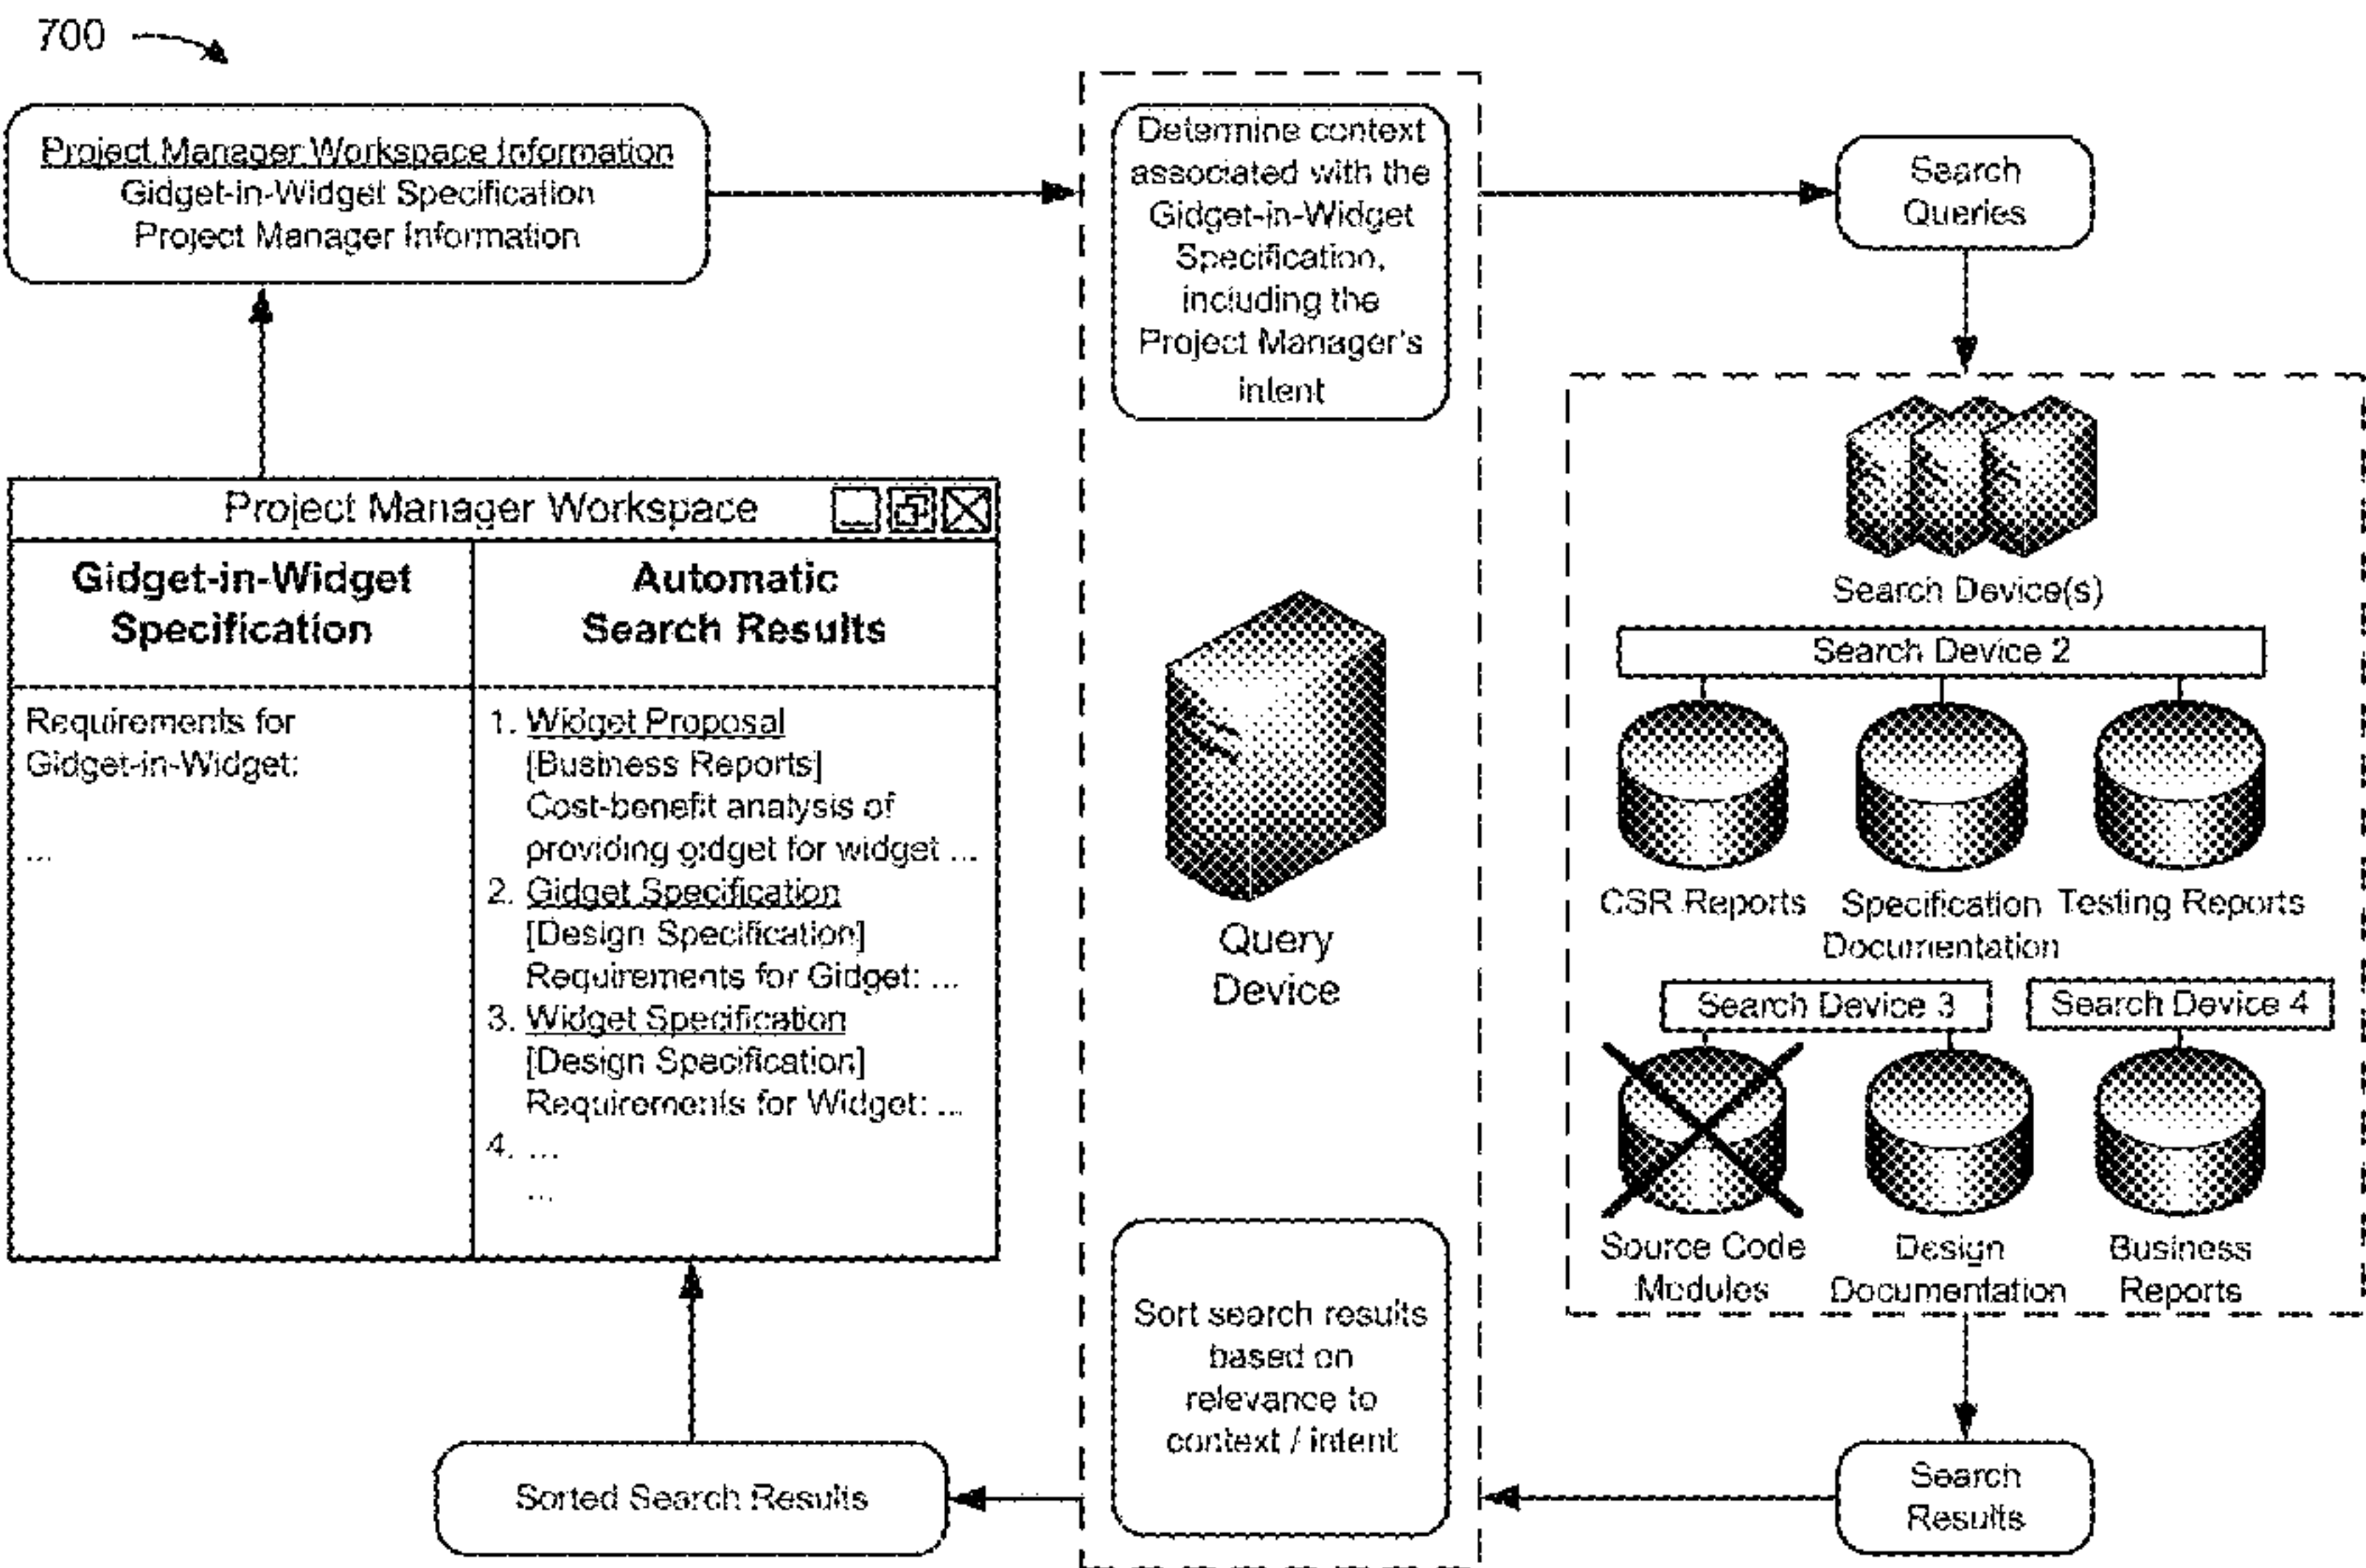 700
Project Manager Workspace Information
Gidget-in-Widget Specification
Project Manager Information
Determine context
associated with the
Gidget-in-Widget
Specification,
including the
Project Manager's
intent
Search
Queries
Project Manager Workspace
Gidget-in-Widget
Specification
Automatic
Search Results
Requirements for
Gidget-in-Widget:
...
1. Widget Proposal
[Business Reports]
Cost-benefit analysis of
providing gidget for widget ...
2. Gidget Specification
[Design Specification]
Requirements for Gidget: ...
3. Widget Specification
[Design Specification]
Requirements for Widget: ...
4. ...
...
Query
Device
Search Device(s)
Search Device 2
CSR Reports
Specification
Documentation
Testing Reports
Search Device 3
Search Device 4
Source Code
Modules
Design
Documentation
Business
Reports
Sort search results
based on
relevance to
context / intent
Sorted Search Results
Search
Results